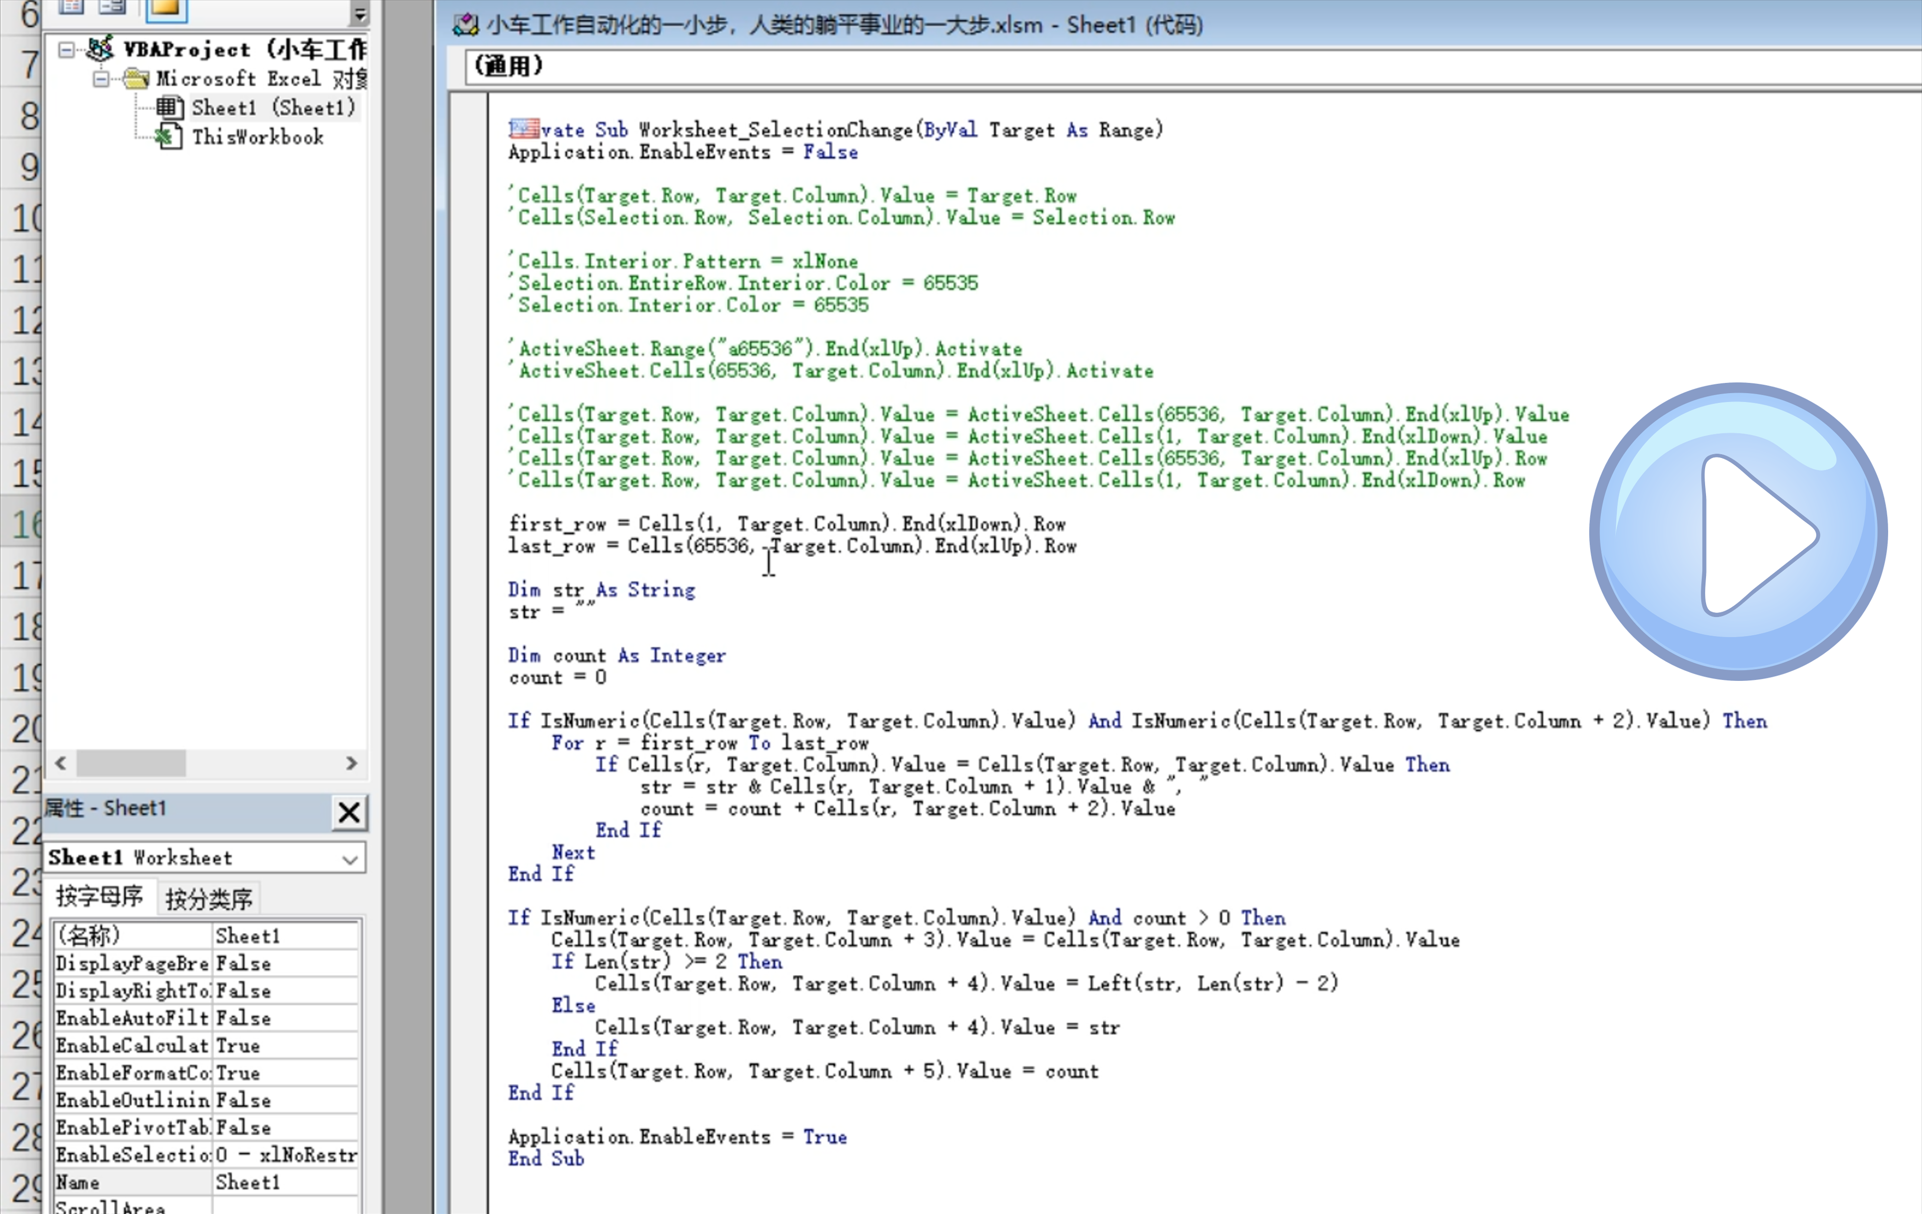 小车工作自动化的一小步，人类的躺平事业的一大步.xlsm - Sheet1 (代码)
(通用)
6
7
8
9
10
11
12
13
14
15
16
17
18
19
20
21
22
23
24
25
26
27
28
29
VBAProject (小车工作
Microsoft Excel 对象
Sheet1 (Sheet1)
ThisWorkbook
属性 - Sheet1
Sheet1 Worksheet
按字母序 按分类序
(名称) Sheet1
DisplayPageBre False
DisplayRightTo False
EnableAutoFilt False
EnableCalculat True
EnableFormatCo True
EnableOutlinin False
EnablePivotTab False
EnableSelectio 0 - xlNoRestr
Name Sheet1
ScrollArea
vate Sub Worksheet_SelectionChange(ByVal Target As Range)
Application.EnableEvents = False
'Cells(Target.Row, Target.Column).Value = Target.Row
'Cells(Selection.Row, Selection.Column).Value = Selection.Row
'Cells.Interior.Pattern = xlNone
'Selection.EntireRow.Interior.Color = 65535
'Selection.Interior.Color = 65535
'ActiveSheet.Range("a65536").End(xlUp).Activate
'ActiveSheet.Cells(65536, Target.Column).End(xlUp).Activate
'Cells(Target.Row, Target.Column).Value = ActiveSheet.Cells(65536, Target.Column).End(xlUp).Value
'Cells(Target.Row, Target.Column).Value = ActiveSheet.Cells(1, Target.Column).End(xlDown).Value
'Cells(Target.Row, Target.Column).Value = ActiveSheet.Cells(65536, Target.Column).End(xlUp).Row
'Cells(Target.Row, Target.Column).Value = ActiveSheet.Cells(1, Target.Column).End(xlDown).Row
first_row = Cells(1, Target.Column).End(xlDown).Row
last_row = Cells(65536, Target.Column).End(xlUp).Row
Dim str As String
str = ""
Dim count As Integer
count = 0
If IsNumeric(Cells(Target.Row, Target.Column).Value) And IsNumeric(Cells(Target.Row, Target.Column + 2).Value) Then
For r = first_row To last_row
If Cells(r, Target.Column).Value = Cells(Target.Row, Target.Column).Value Then
str = str & Cells(r, Target.Column + 1).Value & ", "
count = count + Cells(r, Target.Column + 2).Value
End If
Next
End If
If IsNumeric(Cells(Target.Row, Target.Column).Value) And count > 0 Then
Cells(Target.Row, Target.Column + 3).Value = Cells(Target.Row, Target.Column).Value
If Len(str) >= 2 Then
Cells(Target.Row, Target.Column + 4).Value = Left(str, Len(str) - 2)
Else
Cells(Target.Row, Target.Column + 4).Value = str
End If
Cells(Target.Row, Target.Column + 5).Value = count
End If
Application.EnableEvents = True
End Sub